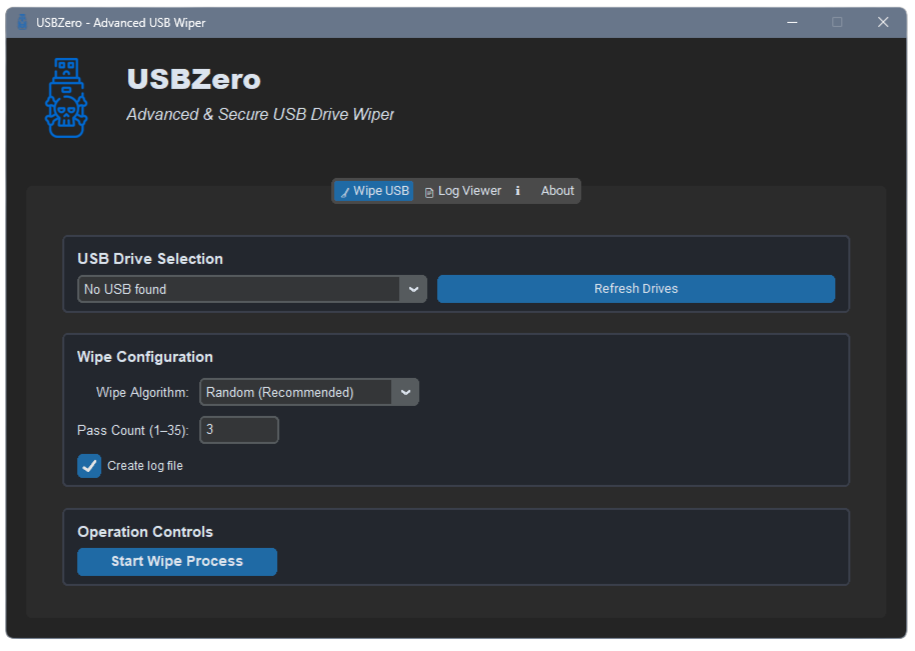 USBZero - Advanced USB Wiper
USBZero
Advanced & Secure USB Drive Wiper
Wipe USB Log Viewer i About
USB Drive Selection
No USB found Refresh Drives
Wipe Configuration
Wipe Algorithm: Random (Recommended)
Pass Count (1–35): 3
Create log file
Operation Controls
Start Wipe Process